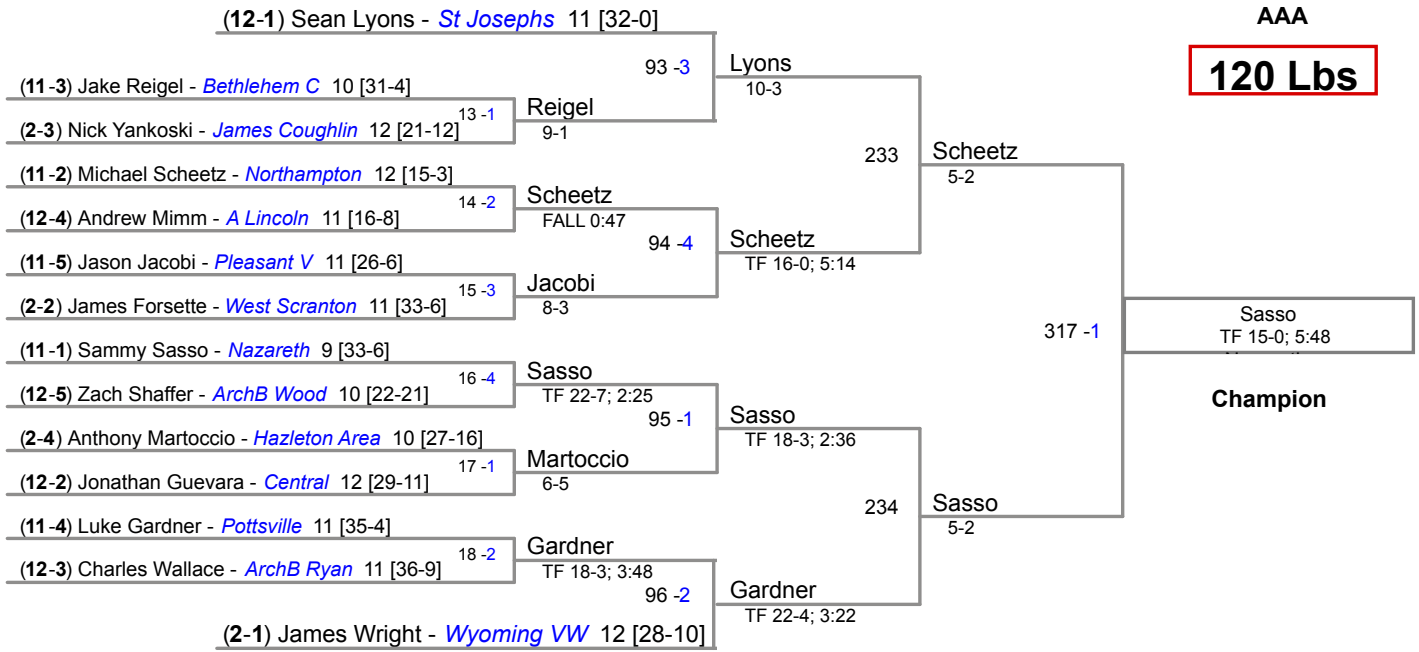 (12-1) Sean Lyons - St Josephs 11 [32-0]
AAA
120 Lbs
93 -3
Lyons
10-3
(11-3) Jake Reigel - Bethlehem C 10 [31-4]
13 -1
Reigel
9-1
(2-3) Nick Yankoski - James Coughlin 12 [21-12]
233
Scheetz
5-2
(11-2) Michael Scheetz - Northampton 12 [15-3]
14 -2
Scheetz
FALL 0:47
(12-4) Andrew Mimm - A Lincoln 11 [16-8]
94 -4
Scheetz
TF 16-0; 5:14
(11-5) Jason Jacobi - Pleasant V 11 [26-6]
15 -3
Jacobi
8-3
(2-2) James Forsette - West Scranton 11 [33-6]
317 -1
Sasso
TF 15-0; 5:48
Champion
(11-1) Sammy Sasso - Nazareth 9 [33-6]
16 -4
Sasso
TF 22-7; 2:25
(12-5) Zach Shaffer - ArchB Wood 10 [22-21]
95 -1
Sasso
TF 18-3; 2:36
(2-4) Anthony Martoccio - Hazleton Area 10 [27-16]
17 -1
Martoccio
6-5
(12-2) Jonathan Guevara - Central 12 [29-11]
234
Sasso
5-2
(11-4) Luke Gardner - Pottsville 11 [35-4]
18 -2
Gardner
TF 18-3; 3:48
(12-3) Charles Wallace - ArchB Ryan 11 [36-9]
96 -2
Gardner
TF 22-4; 3:22
(2-1) James Wright - Wyoming VW 12 [28-10]